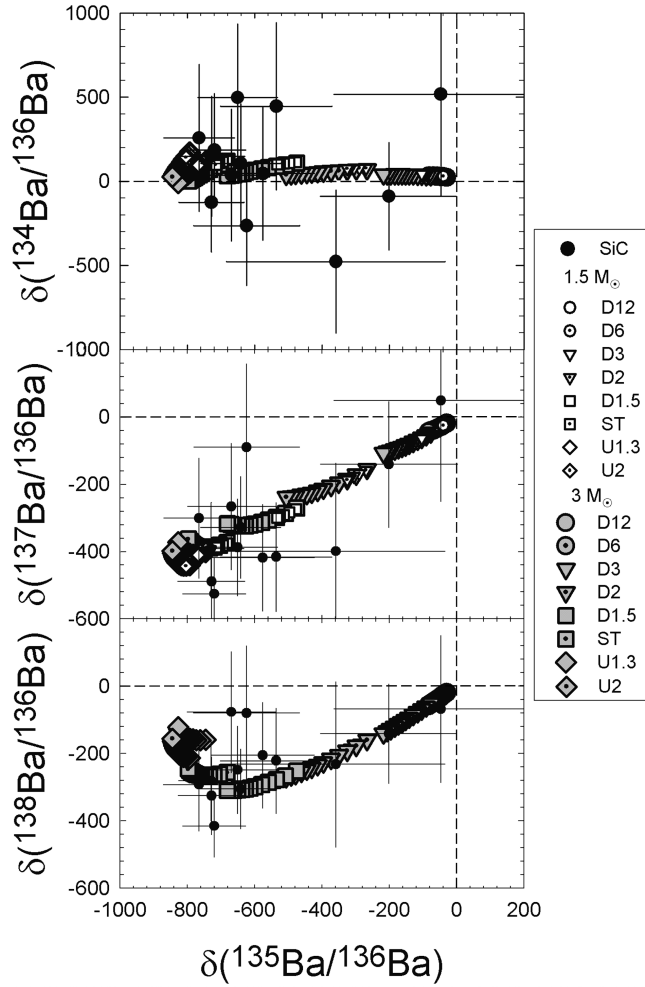 1000
500
0
-500
-1000
δ(134Ba/136Ba)
0
-200
-400
-600
δ(137Ba/136Ba)
0
-200
-400
-600
δ(138Ba/136Ba)
-1000 -800 -600 -400 -200 0 200
δ(135Ba/136Ba)
SiC
1.5 M☉
D12
D6
D3
D2
D1.5
ST
U1.3
U2
3 M☉
D12
D6
D3
D2
D1.5
ST
U1.3
U2